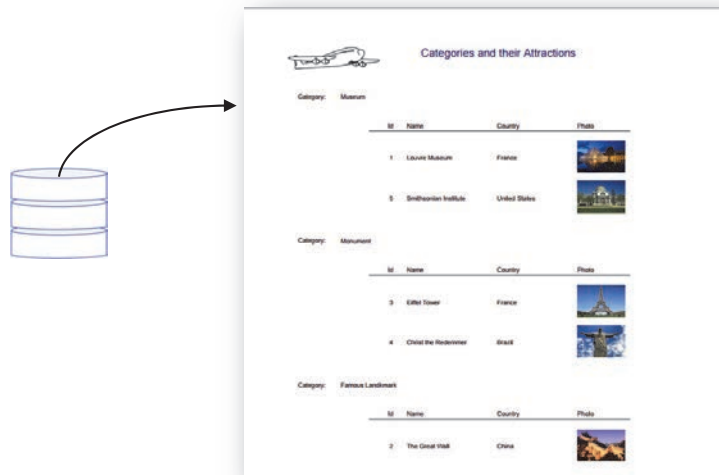 Categories and their Attractions
Category: Museum
Id Name Country Photo
1 Louvre Museum France
5 Smithsonian Institute United States
Category: Monument
Id Name Country Photo
3 Eiffel Tower France
4 Christ the Redemmer Brazil
Category: Famous Landmark
Id Name Country Photo
2 The Great Wall China